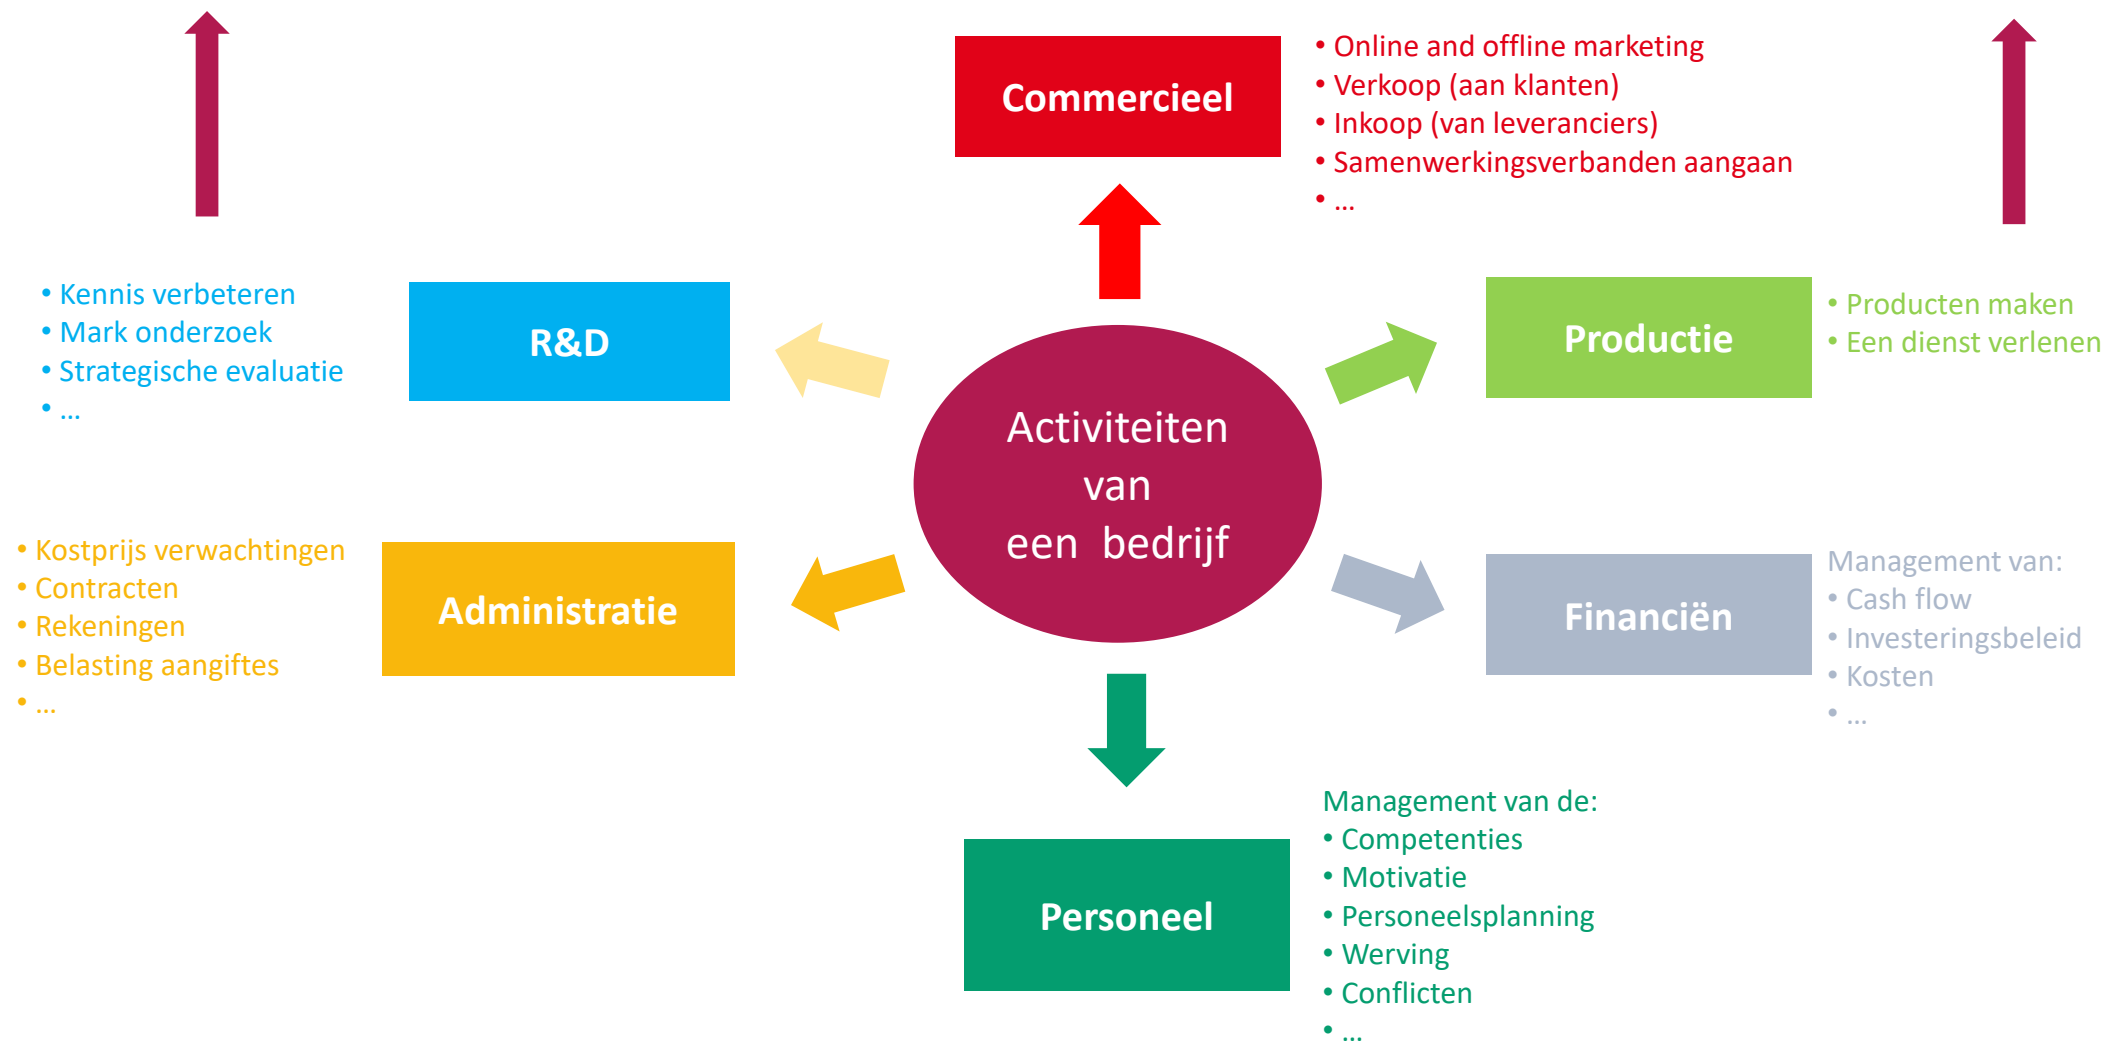 Commercieel
• Online and offline marketing
• Verkoop (aan klanten)
• Inkoop (van leveranciers)
• Samenwerkingsverbanden aangaan
• ...
• Kennis verbeteren
• Mark onderzoek
• Strategische evaluatie
• ...
R&D
Productie
• Producten maken
• Een dienst verlenen
Activiteiten
van
een bedrijf
• Kostprijs verwachtingen
• Contracten
• Rekeningen
• Belasting aangiftes
• ...
Administratie
Financiën
Management van:
• Cash flow
• Investeringsbeleid
• Kosten
• ...
Personeel
Management van de:
• Competenties
• Motivatie
• Personeelsplanning
• Werving
• Conflicten
• ...